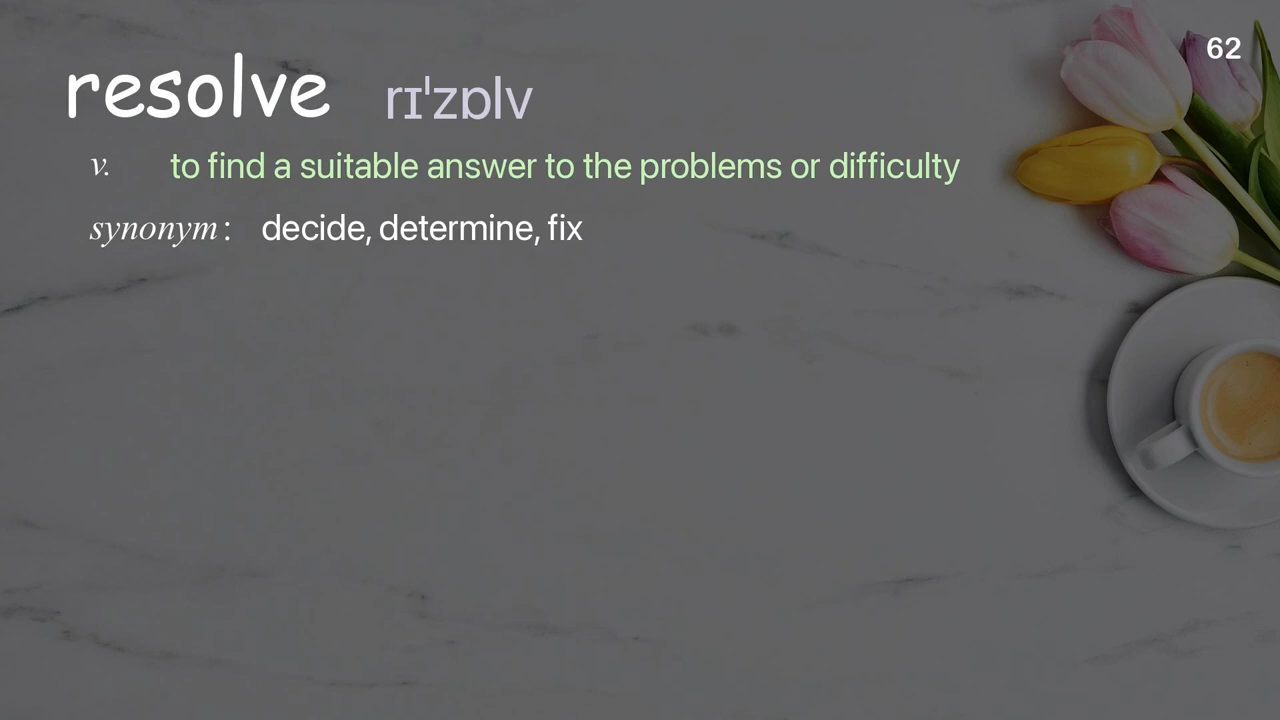 62
resolve rɪˈzɒlv
v. to find a suitable answer to the problems or difficulty
synonym: decide, determine, fix